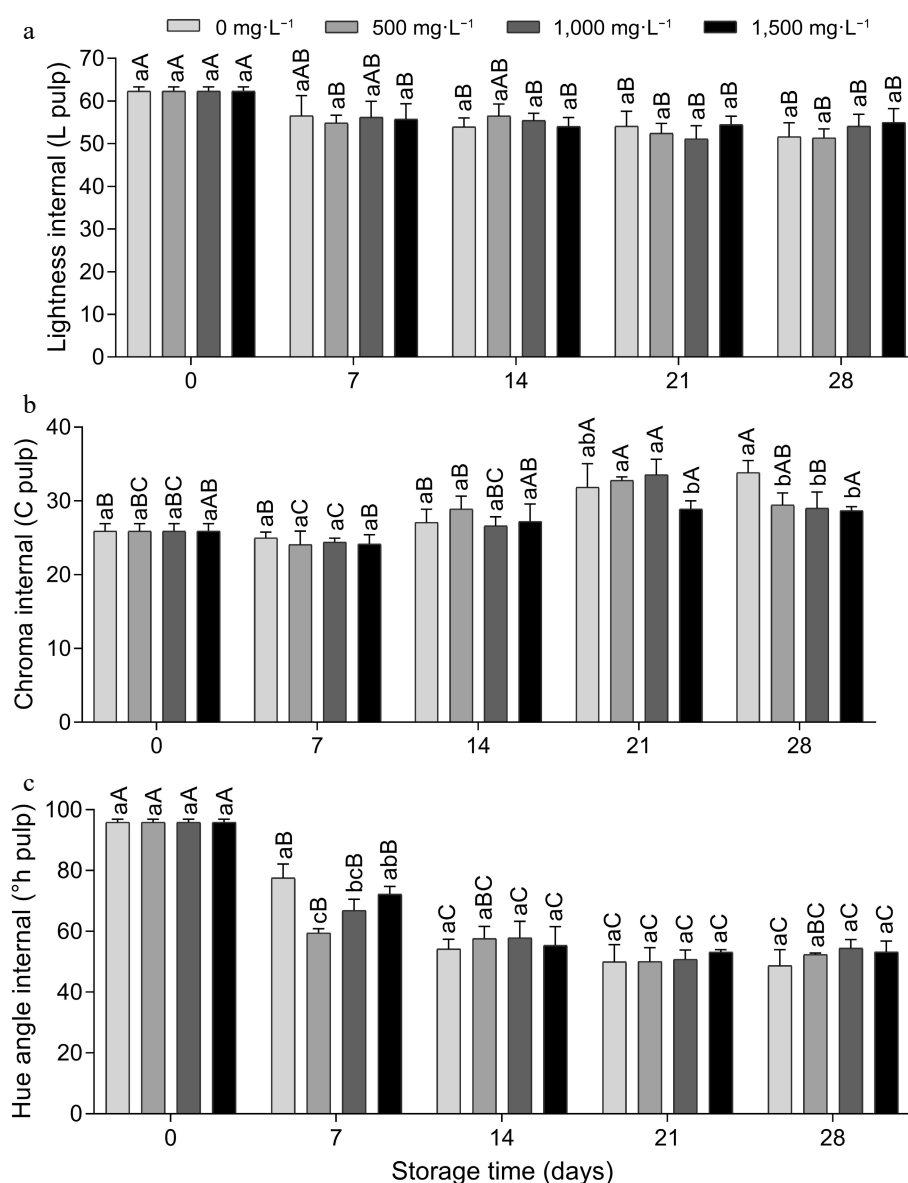 a
0 mg·L⁻¹ 500 mg·L⁻¹ 1,000 mg·L⁻¹ 1,500 mg·L⁻¹
Lightness internal (L pulp)
70
60
50
40
30
20
10
0
aA aA aA aA
aAB aB aAB aB
aB aAB aB aB
aB aB aB aB
aB aB aB aB
0 7 14 21 28
b
Chroma internal (C pulp)
40
30
20
10
0
aB aBC aBC aAB
aB aC aC aB
aB aB aBC aAB
abA aA aA bA
aA bAB bB bA
0 7 14 21 28
c
Hue angle internal (°h pulp)
100
80
60
40
20
0
aA aA aA aA
aB cB bcB abB
aC aBC aC aC
aC aC aC aC
aC aBC aC aC
0 7 14 21 28
Storage time (days)